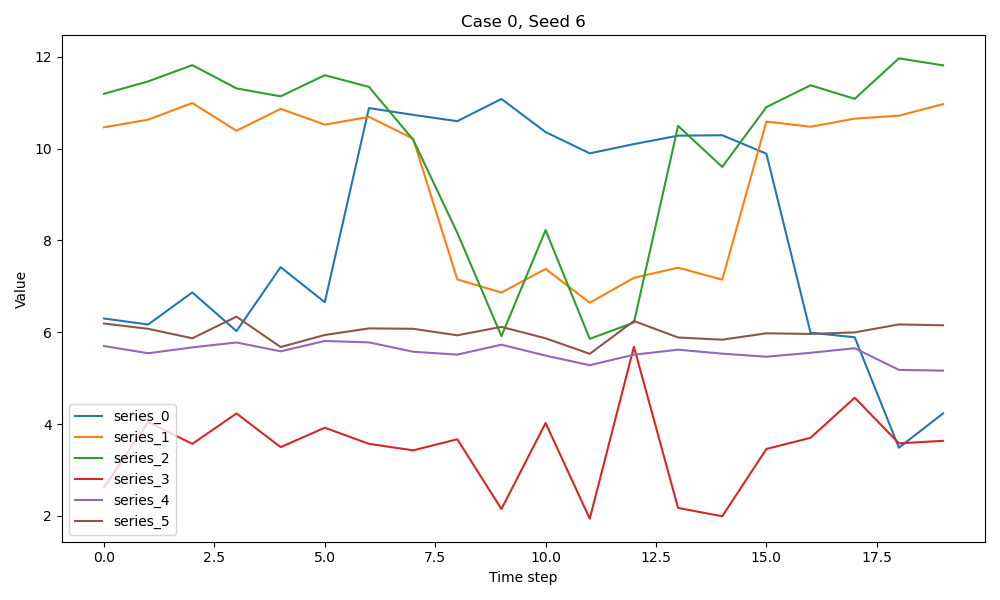 Case 0, Seed 6
Value
12
10
8
6
4
2
series_0
series_1
series_2
series_3
series_4
series_5
0.0 2.5 5.0 7.5 10.0 12.5 15.0 17.5
Time step